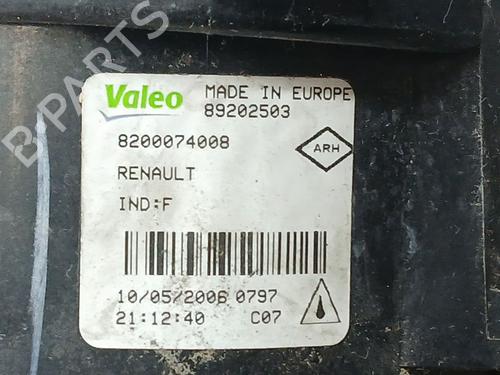 B-PARTS
Valeo MADE IN EUROPE
89202503
8200074008
ARH
RENAULT
IND:F
10/05/2006 0797
21:12:40 C07